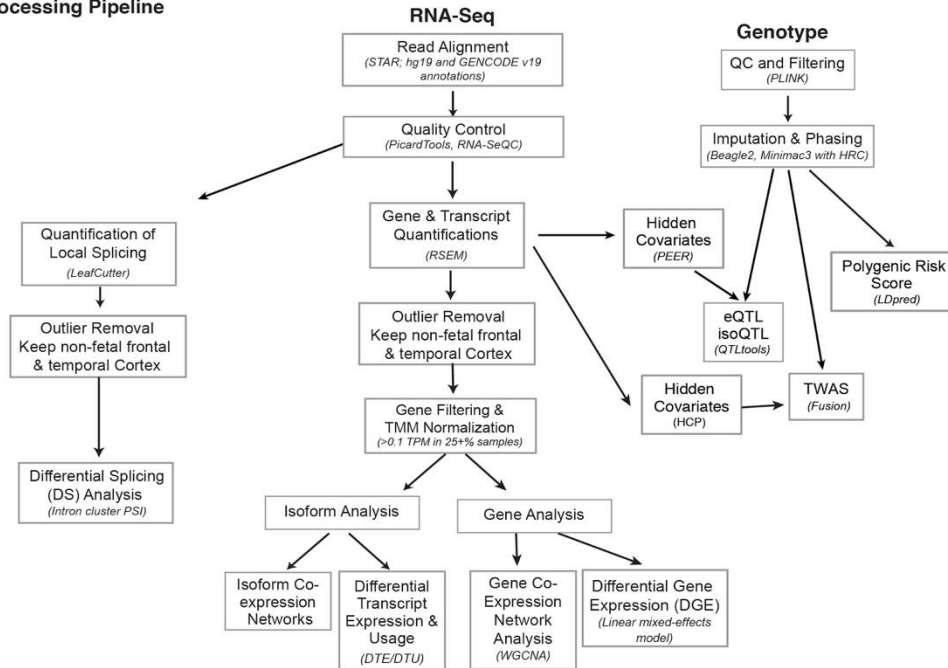 ocessing Pipeline
RNA-Seq
Read Alignment
(STAR; hg19 and GENCODE v19
annotations)
Quality Control
(PicardTools, RNA-SeQC)
Gene & Transcript
Quantifications
(RSEM)
Outlier Removal
Keep non-fetal frontal
& temporal Cortex
Gene Filtering &
TMM Normalization
(>0.1 TPM in 25+% samples)
Isoform Analysis
Gene Analysis
Isoform Co-
expression
Networks
Differential
Transcript
Expression &
Usage
(DTE/DTU)
Gene Co-
Expression
Network
Analysis
(WGCNA)
Differential Gene
Expression (DGE)
(Linear mixed-effects
model)
Quantification of
Local Splicing
(LeafCutter)
Outlier Removal
Keep non-fetal frontal
& temporal Cortex
Differential Splicing
(DS) Analysis
(Intron cluster PSI)
Genotype
QC and Filtering
(PLINK)
Imputation & Phasing
(Beagle2, Minimac3 with HRC)
Hidden
Covariates
(PEER)
eQTL
isoQTL
(QTLtools)
Polygenic Risk
Score
(LDpred)
Hidden
Covariates
(HCP)
TWAS
(Fusion)